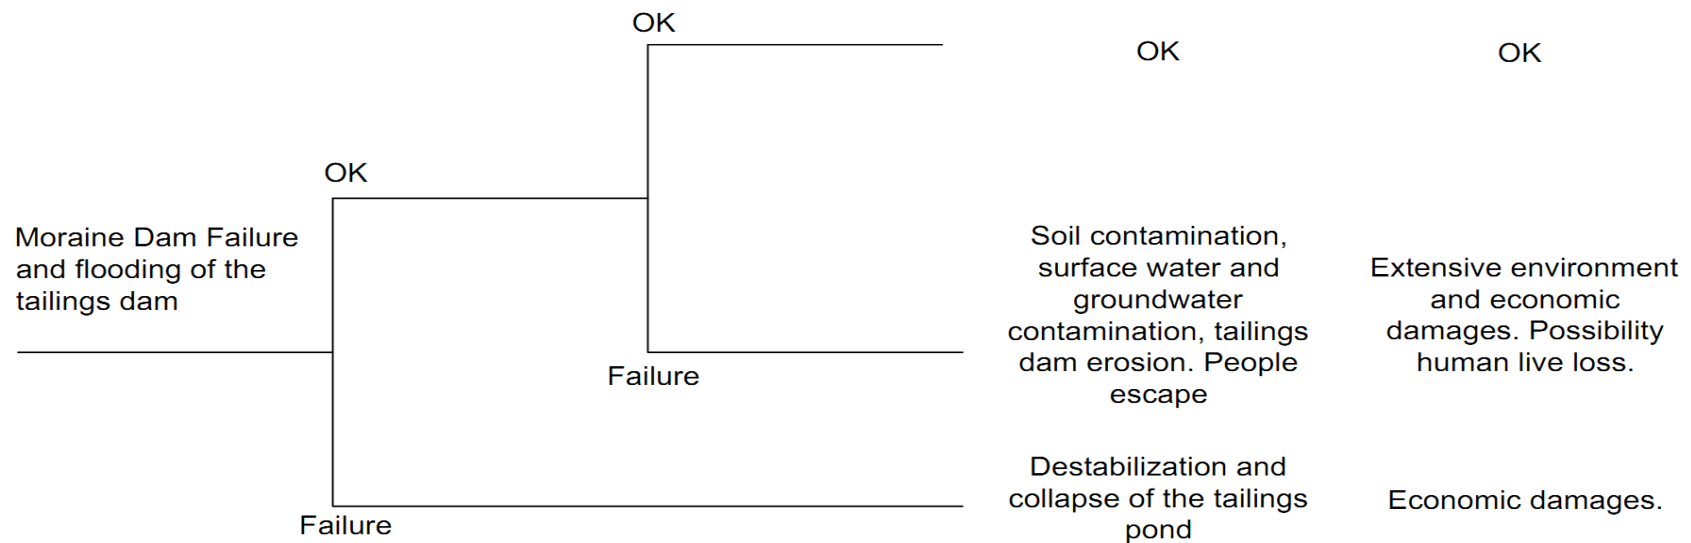 OK
OK
OK
OK
Moraine Dam Failure
and flooding of the
tailings dam
Failure
Failure
Soil contamination,
surface water and
groundwater
contamination, tailings
dam erosion. People
escape
Extensive environment
and economic
damages. Possibility
human live loss.
Destabilization and
collapse of the tailings
pond
Economic damages.